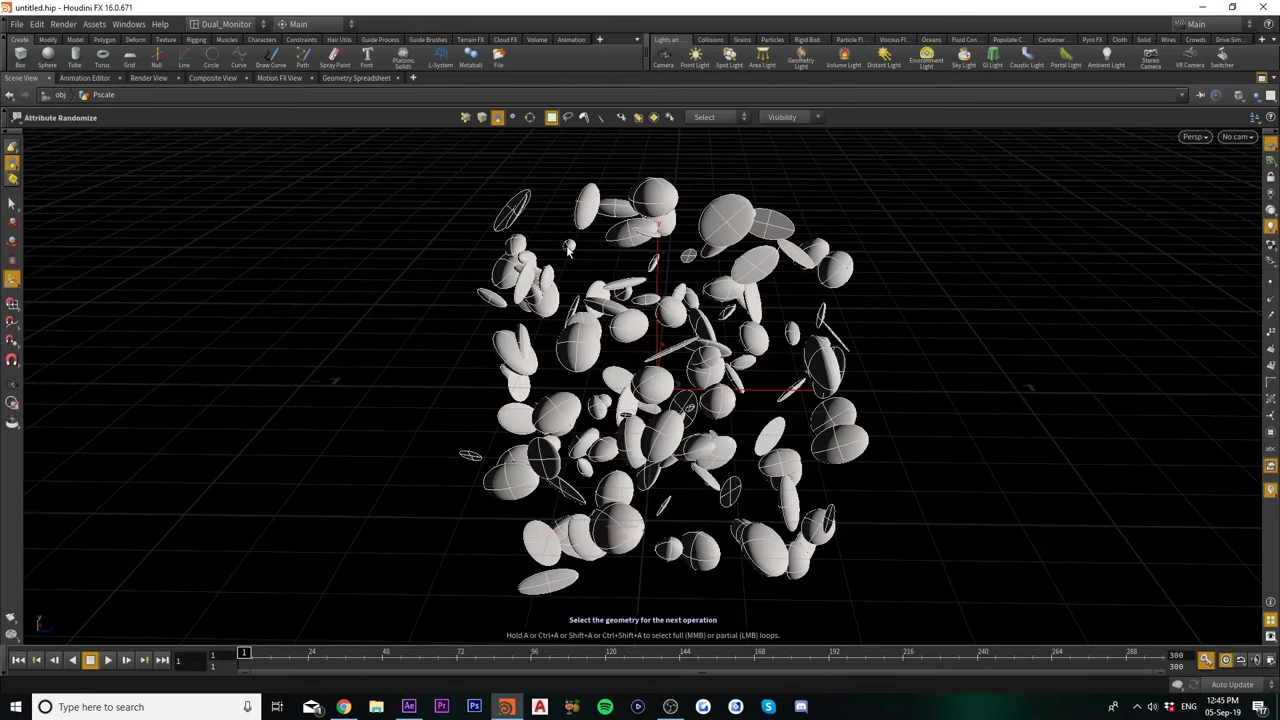 untitled.hip - Houdini FX 16.0.671
File Edit Render Assets Windows Help Dual_Monitor Main Main
Create Modify Model Polygon Deform Texture Rigging Muscles Characters Constraints Hair Utils Guide Process Guide Brushes Terrain FX Cloud FX Volume Animation
Lights an... Collisions Grains Particles Rigid Bod... Particle Fl... Viscous Fl... Oceans Fluid Con... Populate C... Container... Pyro FX Cloth Solid Wires Crowds Drive Sim...
Box Sphere Tube Torus Grid Null Line Circle Curve Draw Curve Path Spray Paint Font Platonic Solids L-System Metaball File
Camera Point Light Spot Light Area Light Geometry Light Volume Light Distant Light Environment Light Sky Light GI Light Caustic Light Portal Light Ambient Light Stereo Camera VR Camera Switcher
Scene View Animation Editor Render View Composite View Motion FX View Geometry Spreadsheet
obj Pscale
Attribute Randomize Select Visibility
Persp No cam
Select the geometry for the next operation
Hold A or Ctrl+A or Shift+A or Ctrl+Shift+A to select full (MMB) or partial (LMB) loops.
1 1 1 1 24 48 72 96 120 144 168 192 216 240 264 288 300 300
Auto Update
Type here to search
12:45 PM
05-Sep-19